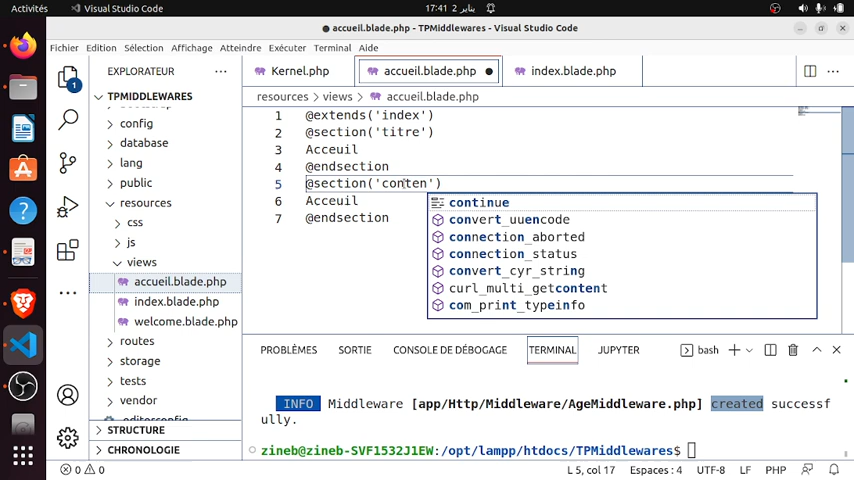 Activités
17:41 2 يناير
accueil.blade.php - TPMiddlewares - Visual Studio Code
Fichier Edition Sélection Affichage Atteindre Exécuter Terminal Aide
EXPLORATEUR
Kernel.php
accueil.blade.php
index.blade.php
TPMIDDLEWARES
resources > views > accueil.blade.php
bootstrap
config
database
lang
public
resources
css
js
views
accueil.blade.php
index.blade.php
welcome.blade.php
routes
storage
tests
vendor
.editorconfig
STRUCTURE
CHRONOLOGIE
1 @extends('index')
2 @section('titre')
3 Acceuil
4 @endsection
5 @section('conten')
6 Acceuil
7 @endsection
continue
convert_uuencode
connection_aborted
connection_status
convert_cyr_string
curl_multi_getcontent
com_print_typeinfo
PROBLÈMES SORTIE CONSOLE DE DÉBOGAGE TERMINAL JUPYTER bash
INFO Middleware [app/Http/Middleware/AgeMiddleware.php] created successf
ully.
zineb@zineb-SVF1532J1EW:/opt/lampp/htdocs/TPMiddlewares$
0 0 L 5, col 17 Espaces : 4 UTF-8 LF PHP